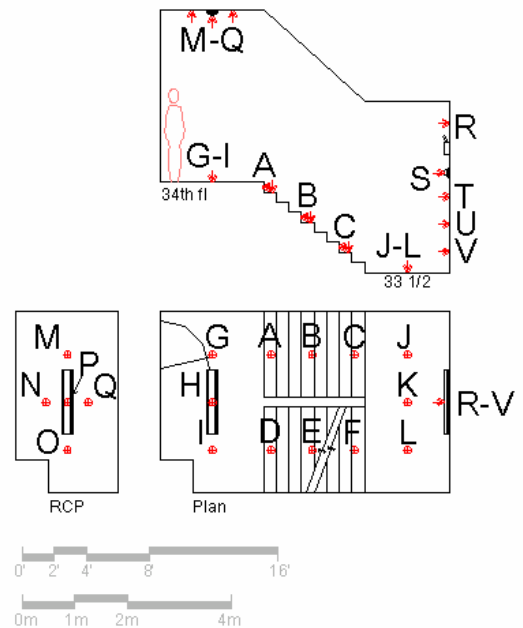 M-Q
R
G-I
A
S
34th fl
B
T
U
C
V
J-L
33 1/2
M
G
A
B
C
J
P
N
Q
H
K
R-V
O
I
D
E
F
L
RCP
Plan
0' 2' 4' 8' 16'
0m 1m 2m 4m